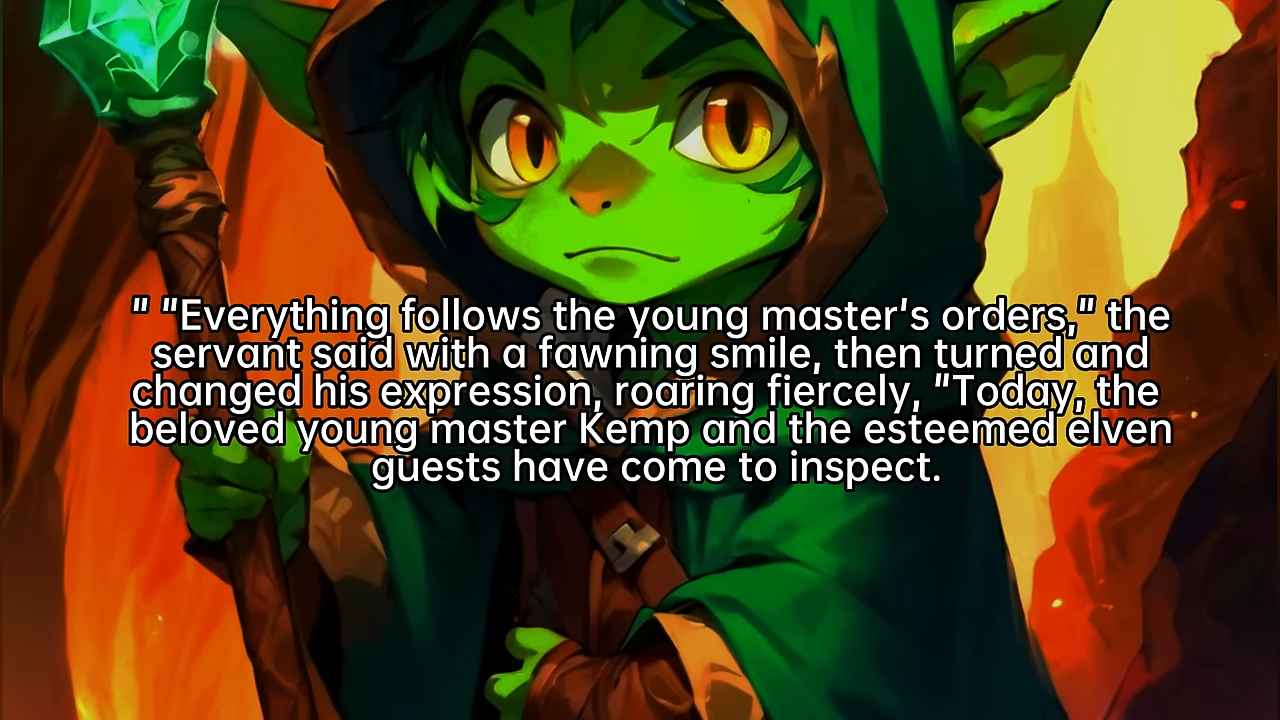 " "Everything follows the young master's orders," the
servant said with a fawning smile, then turned and
changed his expression, roaring fiercely, "Today, the
beloved young master Kemp and the esteemed elven
guests have come to inspect.